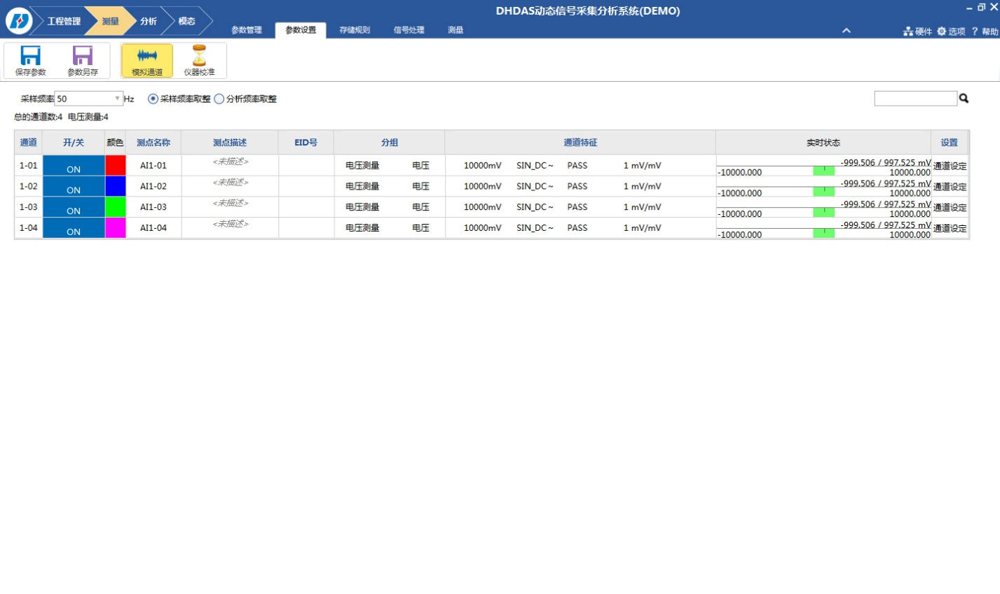 DHDAS动态信号采集分析系统(DEMO)
工程管理 测量 分析 模态
参数管理 参数设置 存储规则 信号处理 测量
硬件 选项 ? 帮助
保存参数 参数另存 模拟通道 仪器校准
采样频率 50 Hz 采样频率取整 分析频率取整
总的通道数:4 电压测量:4
通道 开/关 颜色 测点名称 测点描述 EID号 分组 通道特征 实时状态 设置
1-01 ON AI1-01 <未描述> 电压测量 电压 10000mV SIN_DC~ PASS 1 mV/mV -999.506 / 997.525 mV -10000.000 10000.000 通道设定
1-02 ON AI1-02 <未描述> 电压测量 电压 10000mV SIN_DC~ PASS 1 mV/mV -999.506 / 997.525 mV -10000.000 10000.000 通道设定
1-03 ON AI1-03 <未描述> 电压测量 电压 10000mV SIN_DC~ PASS 1 mV/mV -999.506 / 997.525 mV -10000.000 10000.000 通道设定
1-04 ON AI1-04 <未描述> 电压测量 电压 10000mV SIN_DC~ PASS 1 mV/mV -999.506 / 997.525 mV -10000.000 10000.000 通道设定